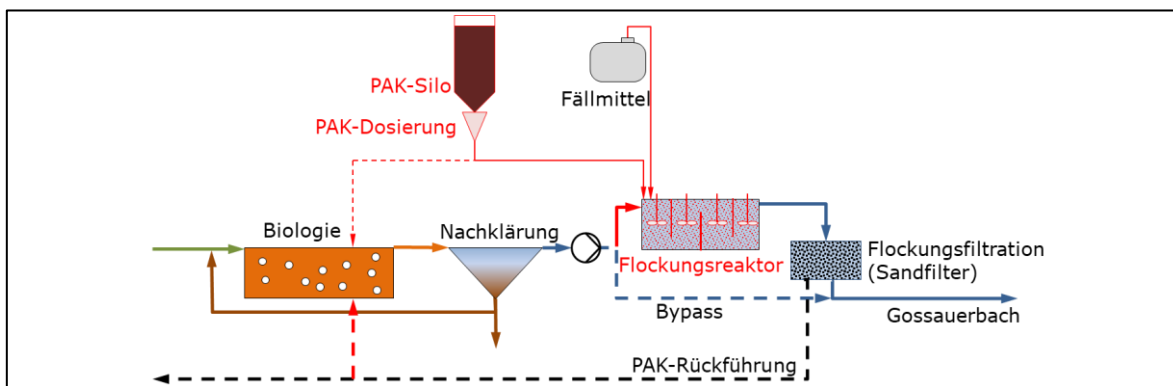 PAK-Silo
Fällmittel
PAK-Dosierung
Biologie
Nachklärung
Flockungsreaktor
Flockungsfiltration
(Sandfilter)
Bypass
Gossauerbach
PAK-Rückführung